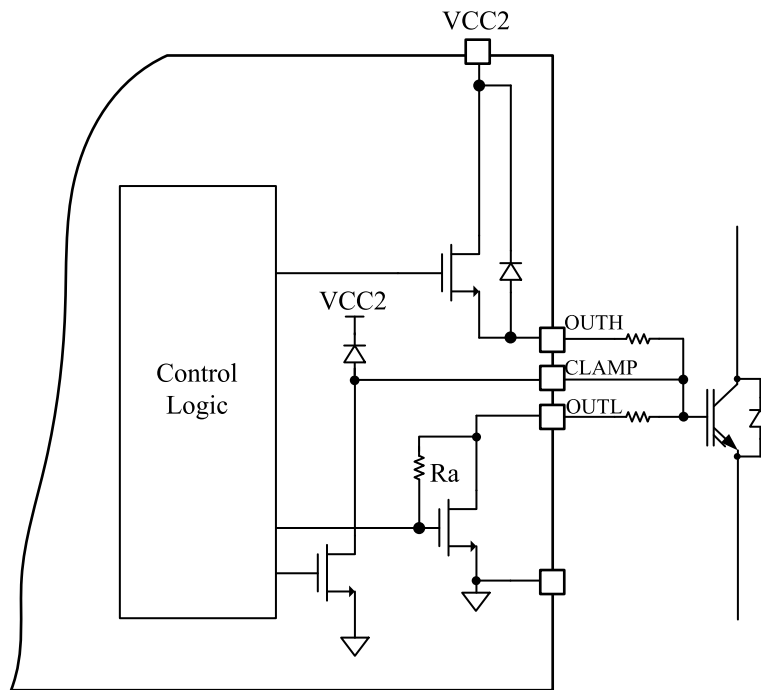 VCC2
VCC2
OUTH
CLAMP
Control
Logic
OUTL
Ra